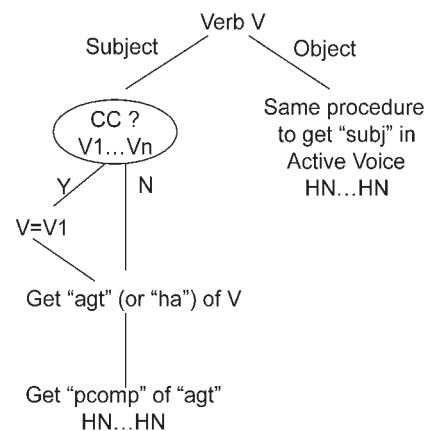 Verb V
Subject
Object
CC ?
V1...Vn
Same procedure
to get “subj” in
Active Voice
HN...HN
Y
N
V=V1
Get “agt” (or “ha”) of V
Get “pcomp” of “agt”
HN...HN